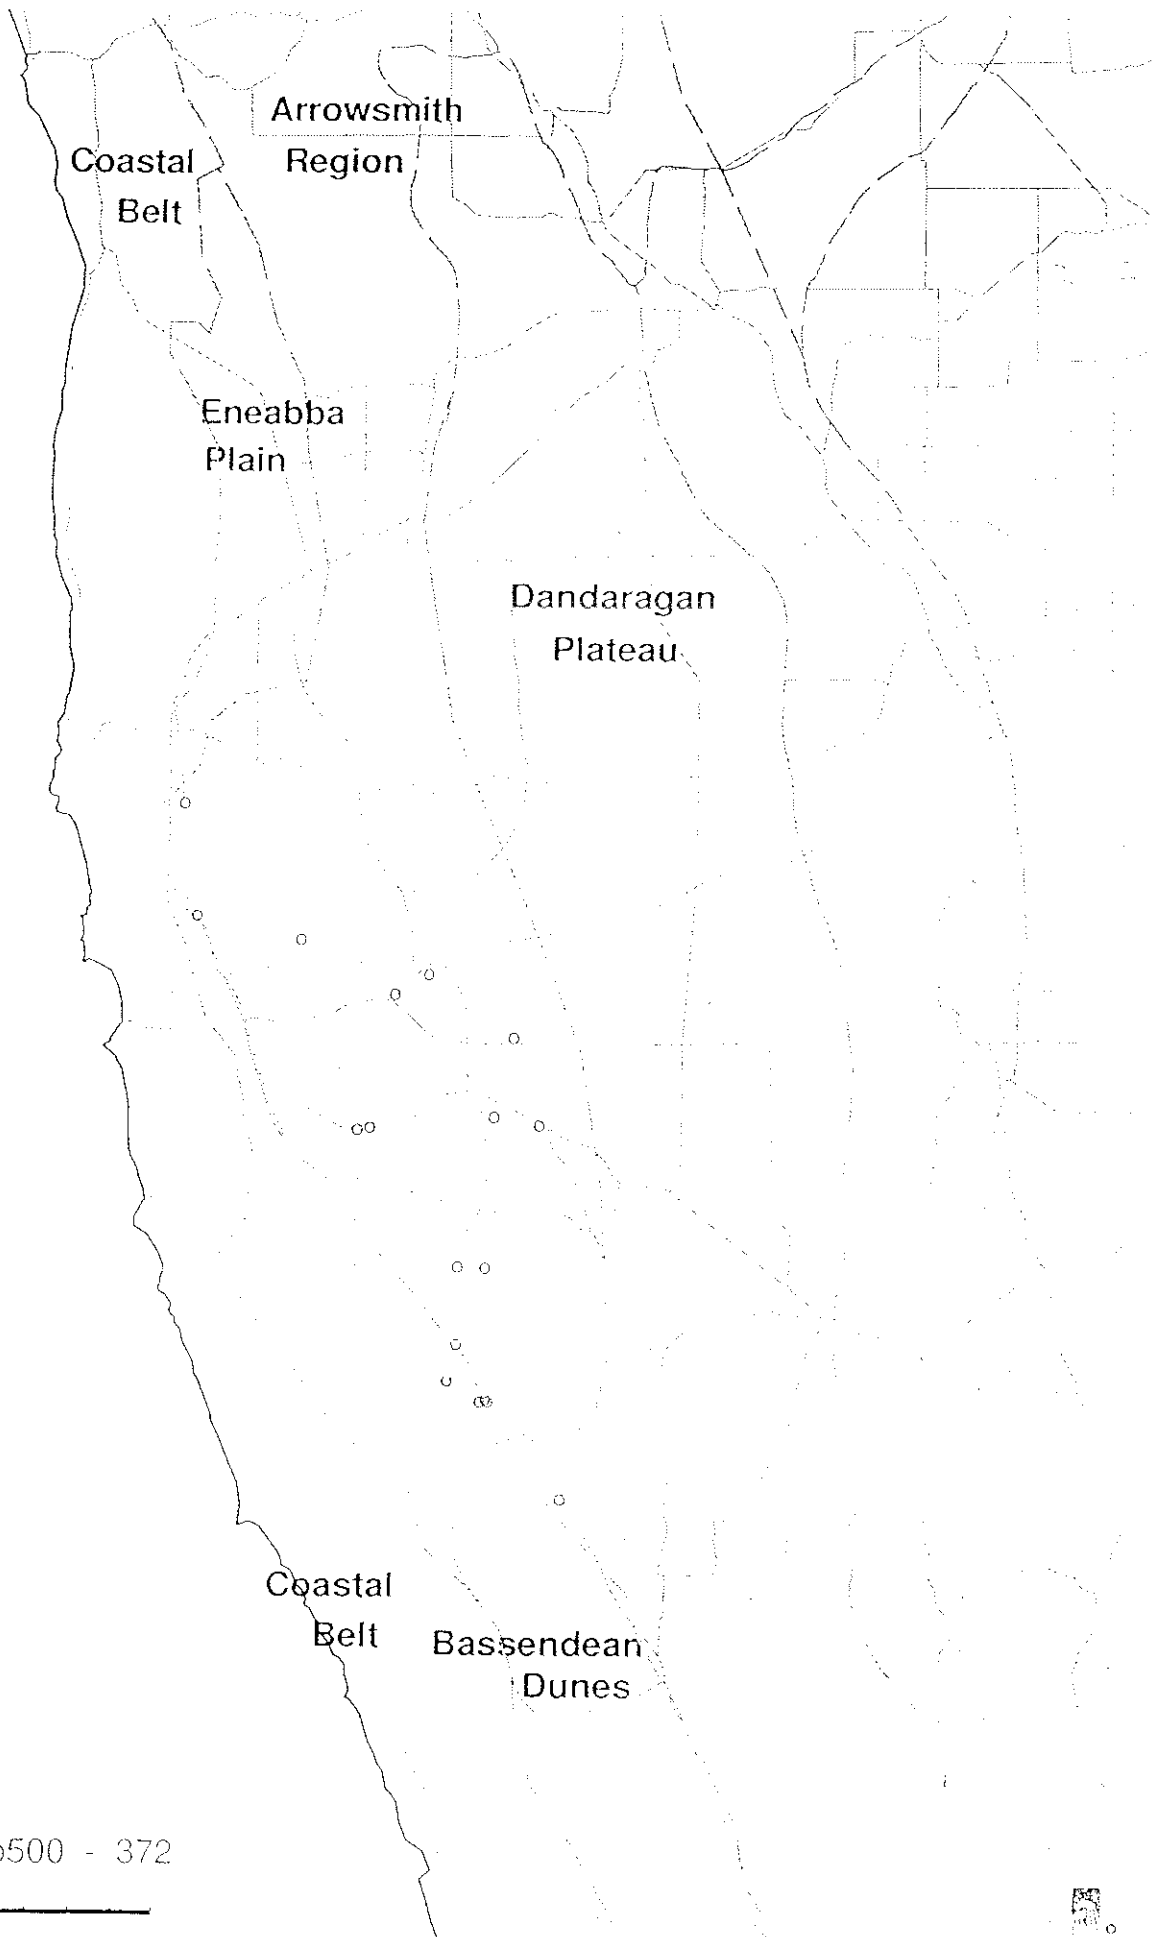 Arrowsmith
Region
Coastal
Belt
Eneabba
Plain
Dandaragan
Plateau
Coastal
Belt
Bassendean
Dunes
500 - 372